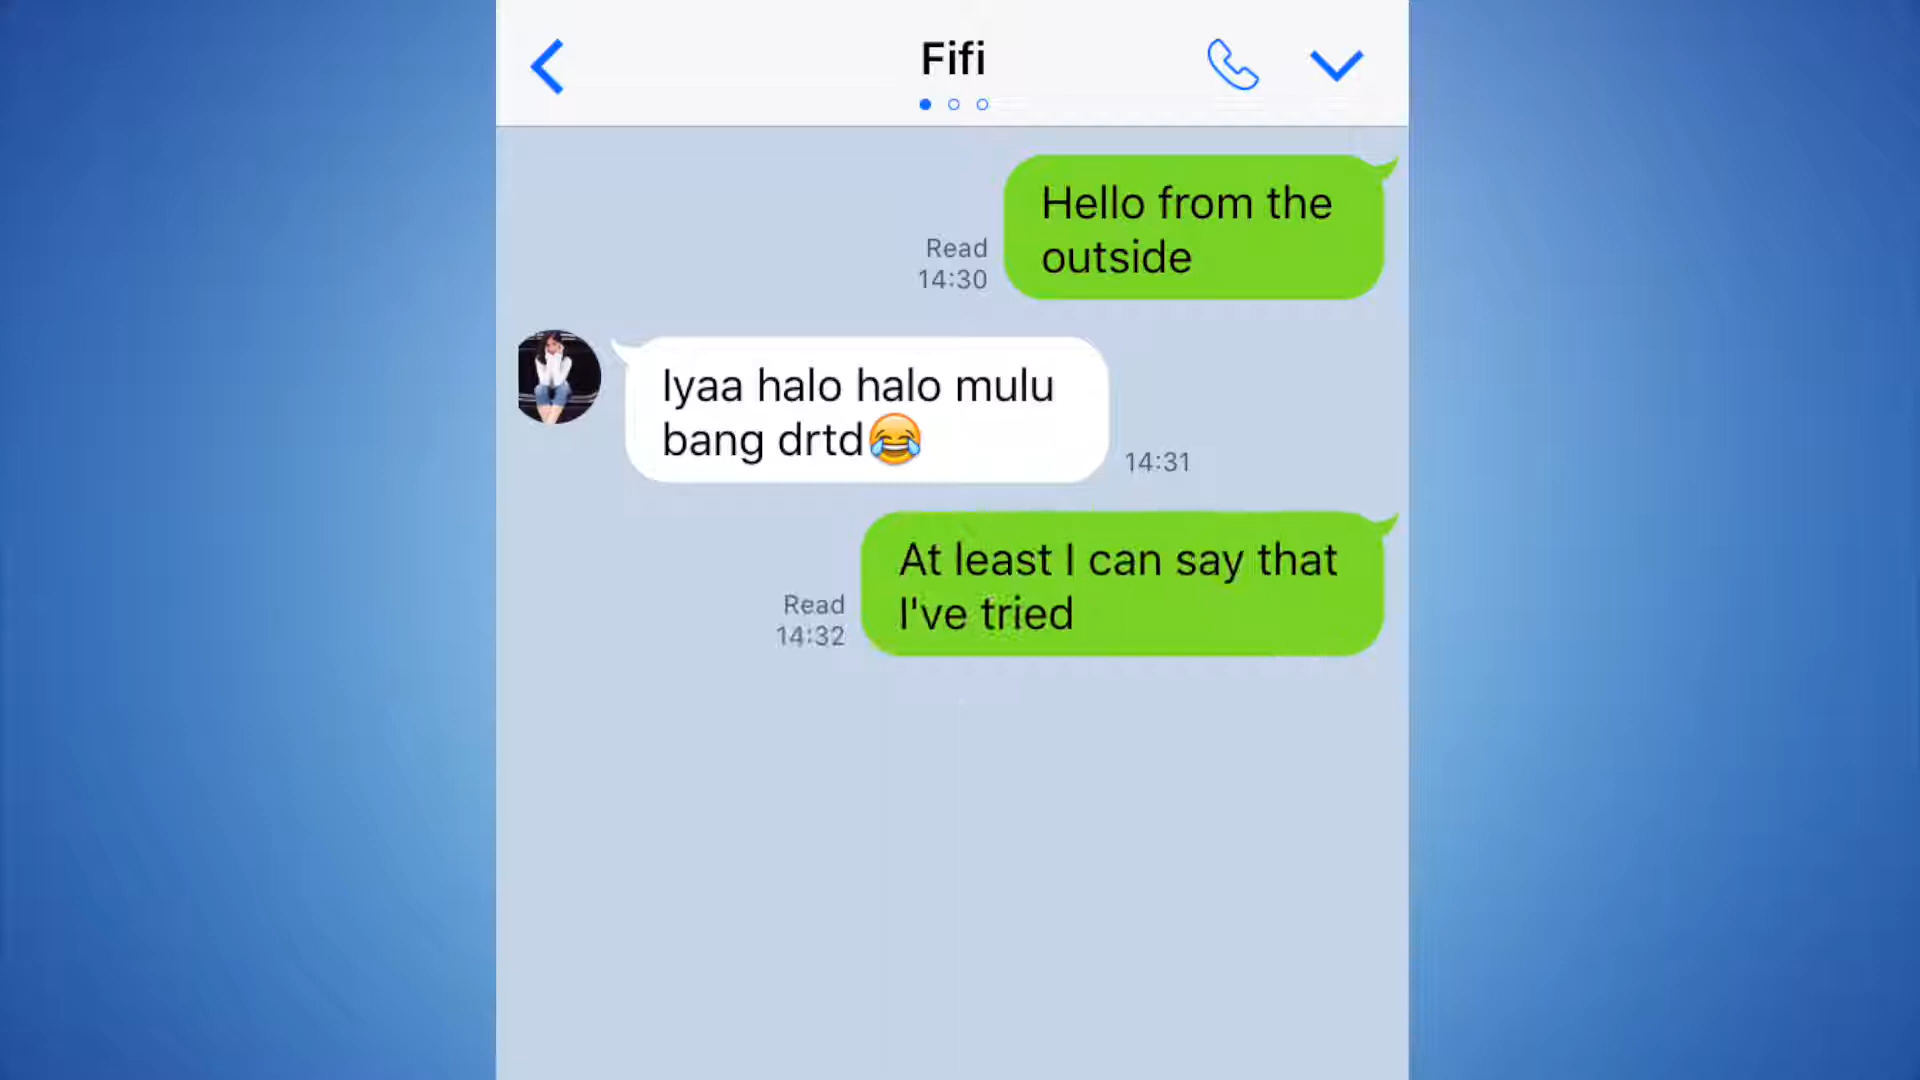 Fifi
Hello from the
outside
Read
14:30
Iyaa halo halo mulu
bang drtd😂
14:31
At least I can say that
I've tried
Read
14:32